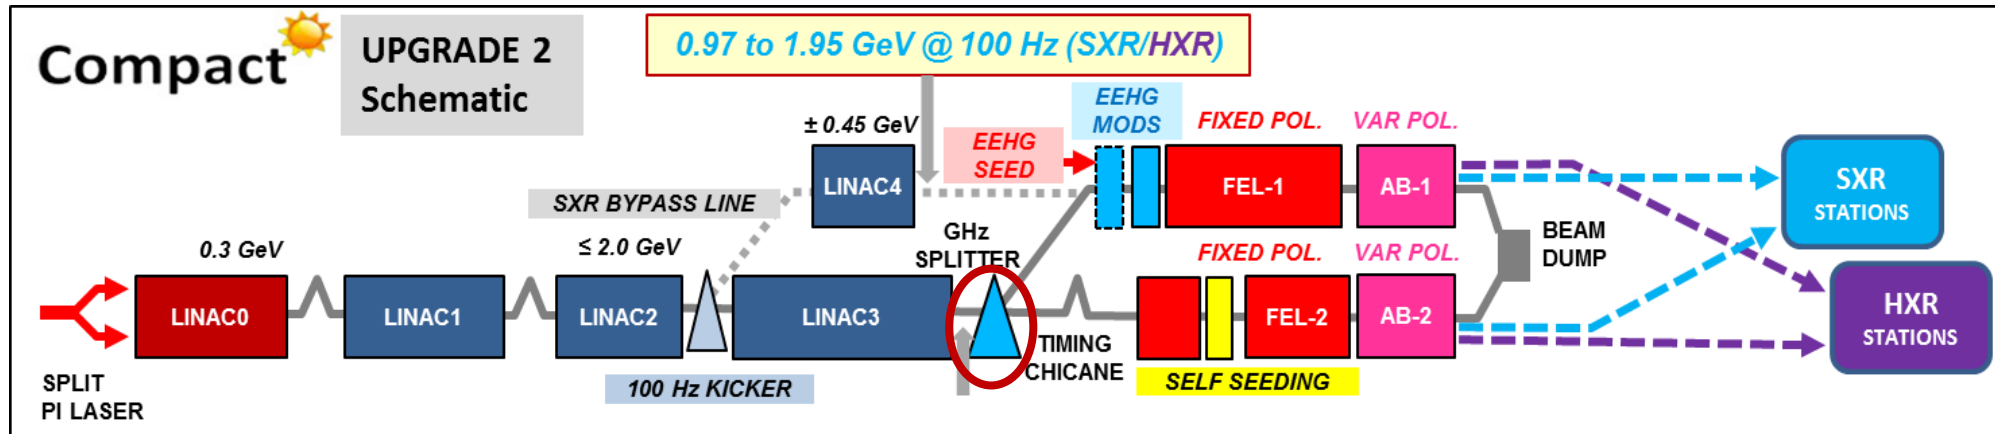 Compact
UPGRADE 2
Schematic
0.97 to 1.95 GeV @ 100 Hz (SXR/HXR)
± 0.45 GeV
EEHG
SEED
EEHG
MODS
FIXED POL.
VAR POL.
LINAC4
FEL-1
AB-1
SXR
STATIONS
SXR BYPASS LINE
0.3 GeV
≤ 2.0 GeV
GHz
SPLITTER
FIXED POL.
VAR POL.
BEAM
DUMP
LINAC0
LINAC1
LINAC2
LINAC3
FEL-2
AB-2
HXR
STATIONS
TIMING
CHICANE
SPLIT
PI LASER
100 Hz KICKER
SELF SEEDING